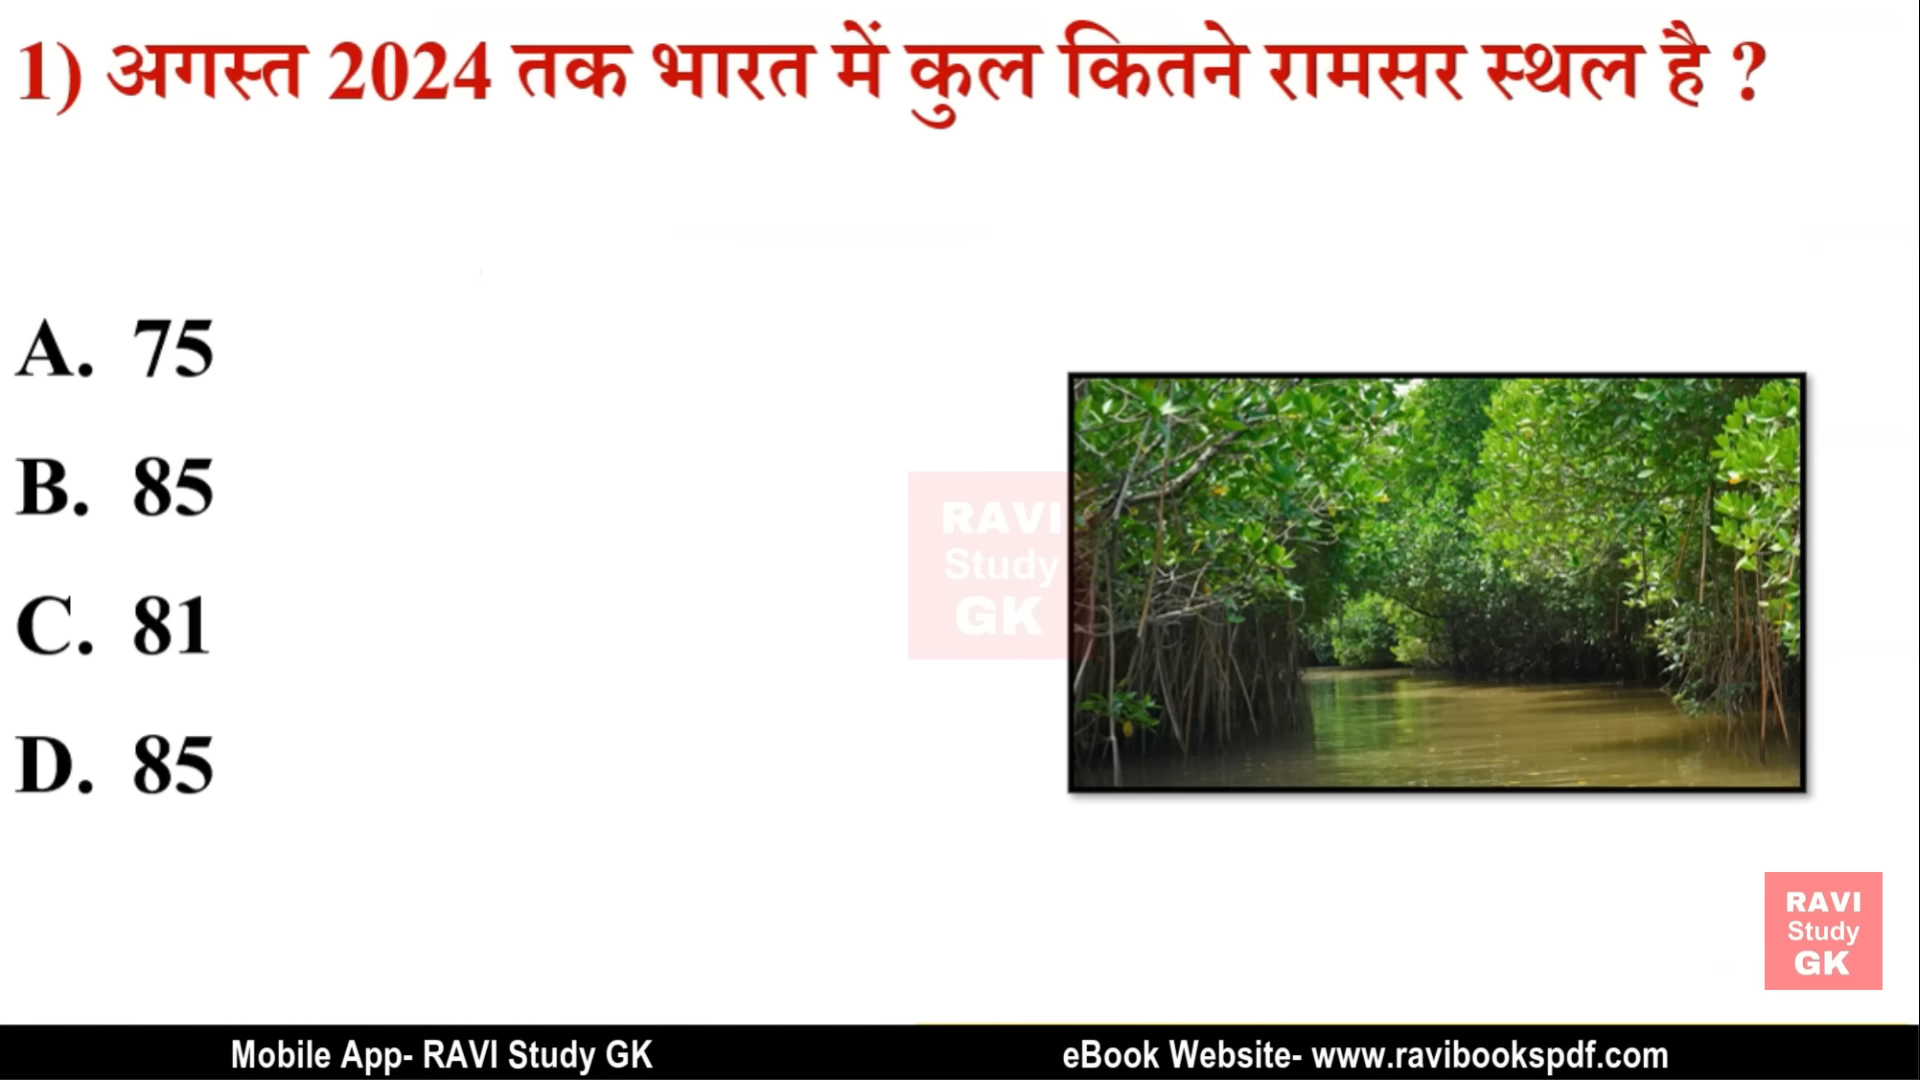 1) अगस्त 2024 तक भारत में कुल कितने रामसर स्थल है ?
A. 75
B. 85
C. 81
D. 85
RAVI
Study
GK
RAVI
Study
GK
Mobile App- RAVI Study GK
eBook Website- www.ravibookspdf.com